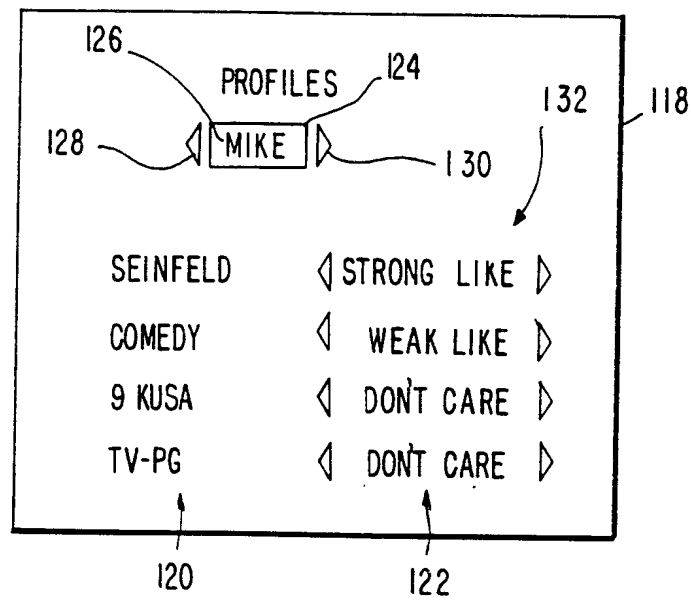 126
PROFILES
124
132
118
128
MIKE
130
SEINFELD STRONG LIKE
COMEDY WEAK LIKE
9 KUSA DON'T CARE
TV-PG DON'T CARE
120
122